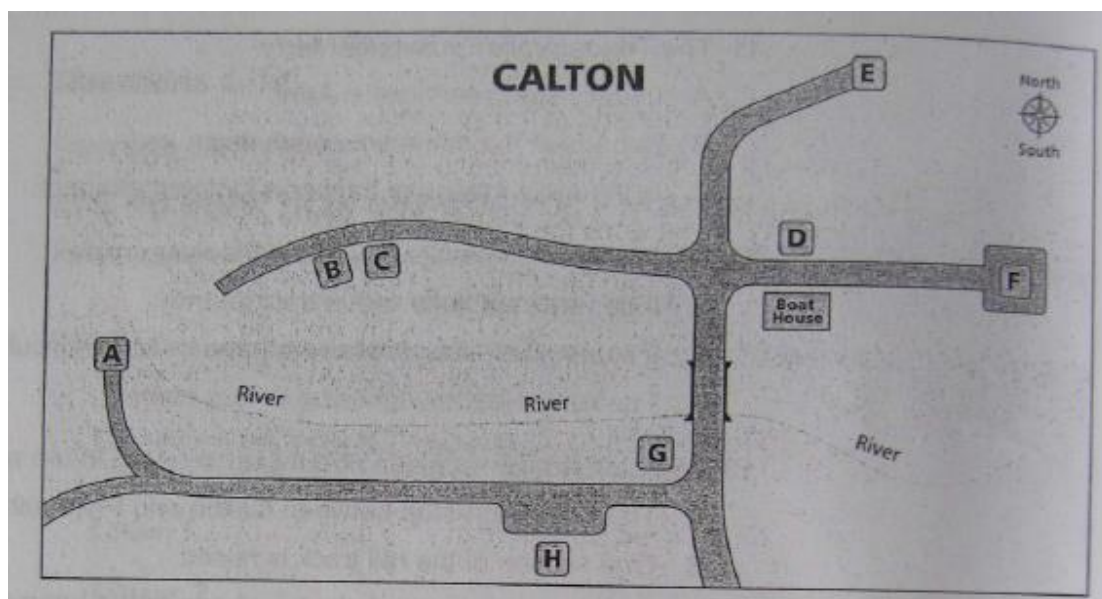 CALTON
E
North
South
D
B
C
F
Boat
House
A
River
River
River
G
H